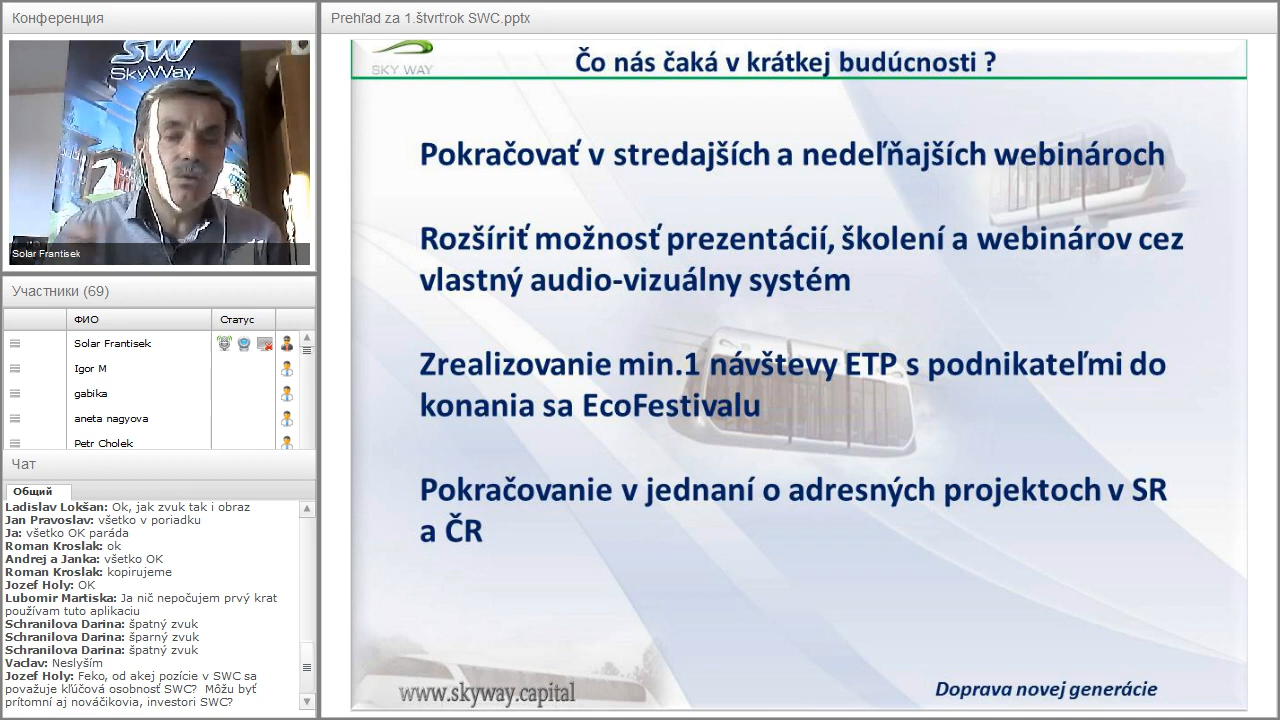 Конференция
SW
SkyWay
Solar Frantisek
Участники (69)
ФИО
Статус
Solar Frantisek
Igor M
gabika
aneta nagyova
Petr Cholek
Чат
Общий
Ladislav Lokšan: Ok, jak zvuk tak i obraz
Jan Pravoslav: všetko v poriadku
Ja: všetko OK paráda
Roman Kroslak: ok
Andrej a Janka: všetko OK
Roman Kroslak: kopirujeme
Jozef Holy: OK
Lubomir Martiska: Ja nič nepočujem prvý krat
používam tuto aplikaciu
Schranilova Darina: špatný zvuk
Schranilova Darina: šparný zvuk
Schranilova Darina: špatný zvuk
Vaclav: Neslyším
Jozef Holy: Feko, od akej pozície v SWC sa
považuje kľúčová osobnosť SWC? Môžu byť
prítomní aj nováčikovia, investori SWC?
Prehľad za 1.štvrťrok SWC.pptx
SKY WAY
Čo nás čaká v krátkej budúcnosti ?
Pokračovať v stredajších a nedeľňajších webinároch
Rozšíriť možnosť prezentácií, školení a webinárov cez
vlastný audio-vizuálny systém
Zrealizovanie min.1 návštevy ETP s podnikateľmi do
konania sa EcoFestivalu
Pokračovanie v jednaní o adresných projektoch v SR
a ČR
www.skyway.capital
Doprava novej generácie